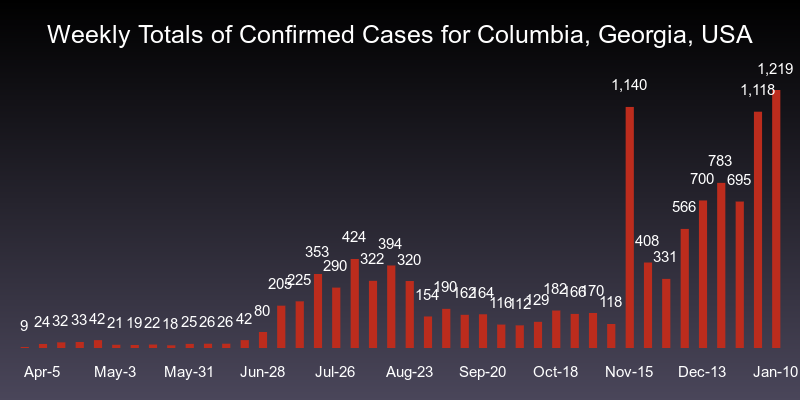 Weekly Totals of Confirmed Cases for Columbia, Georgia, USA
9 24 32 33 42 21 19 22 18 25 26 26 42 80 205 225 353 290 424 322 394 320 154 190 162 164 116 112 129 182 166 170 118 1,140 408 331 566 700 783 695 1,118 1,219
Apr-5 May-3 May-31 Jun-28 Jul-26 Aug-23 Sep-20 Oct-18 Nov-15 Dec-13 Jan-10